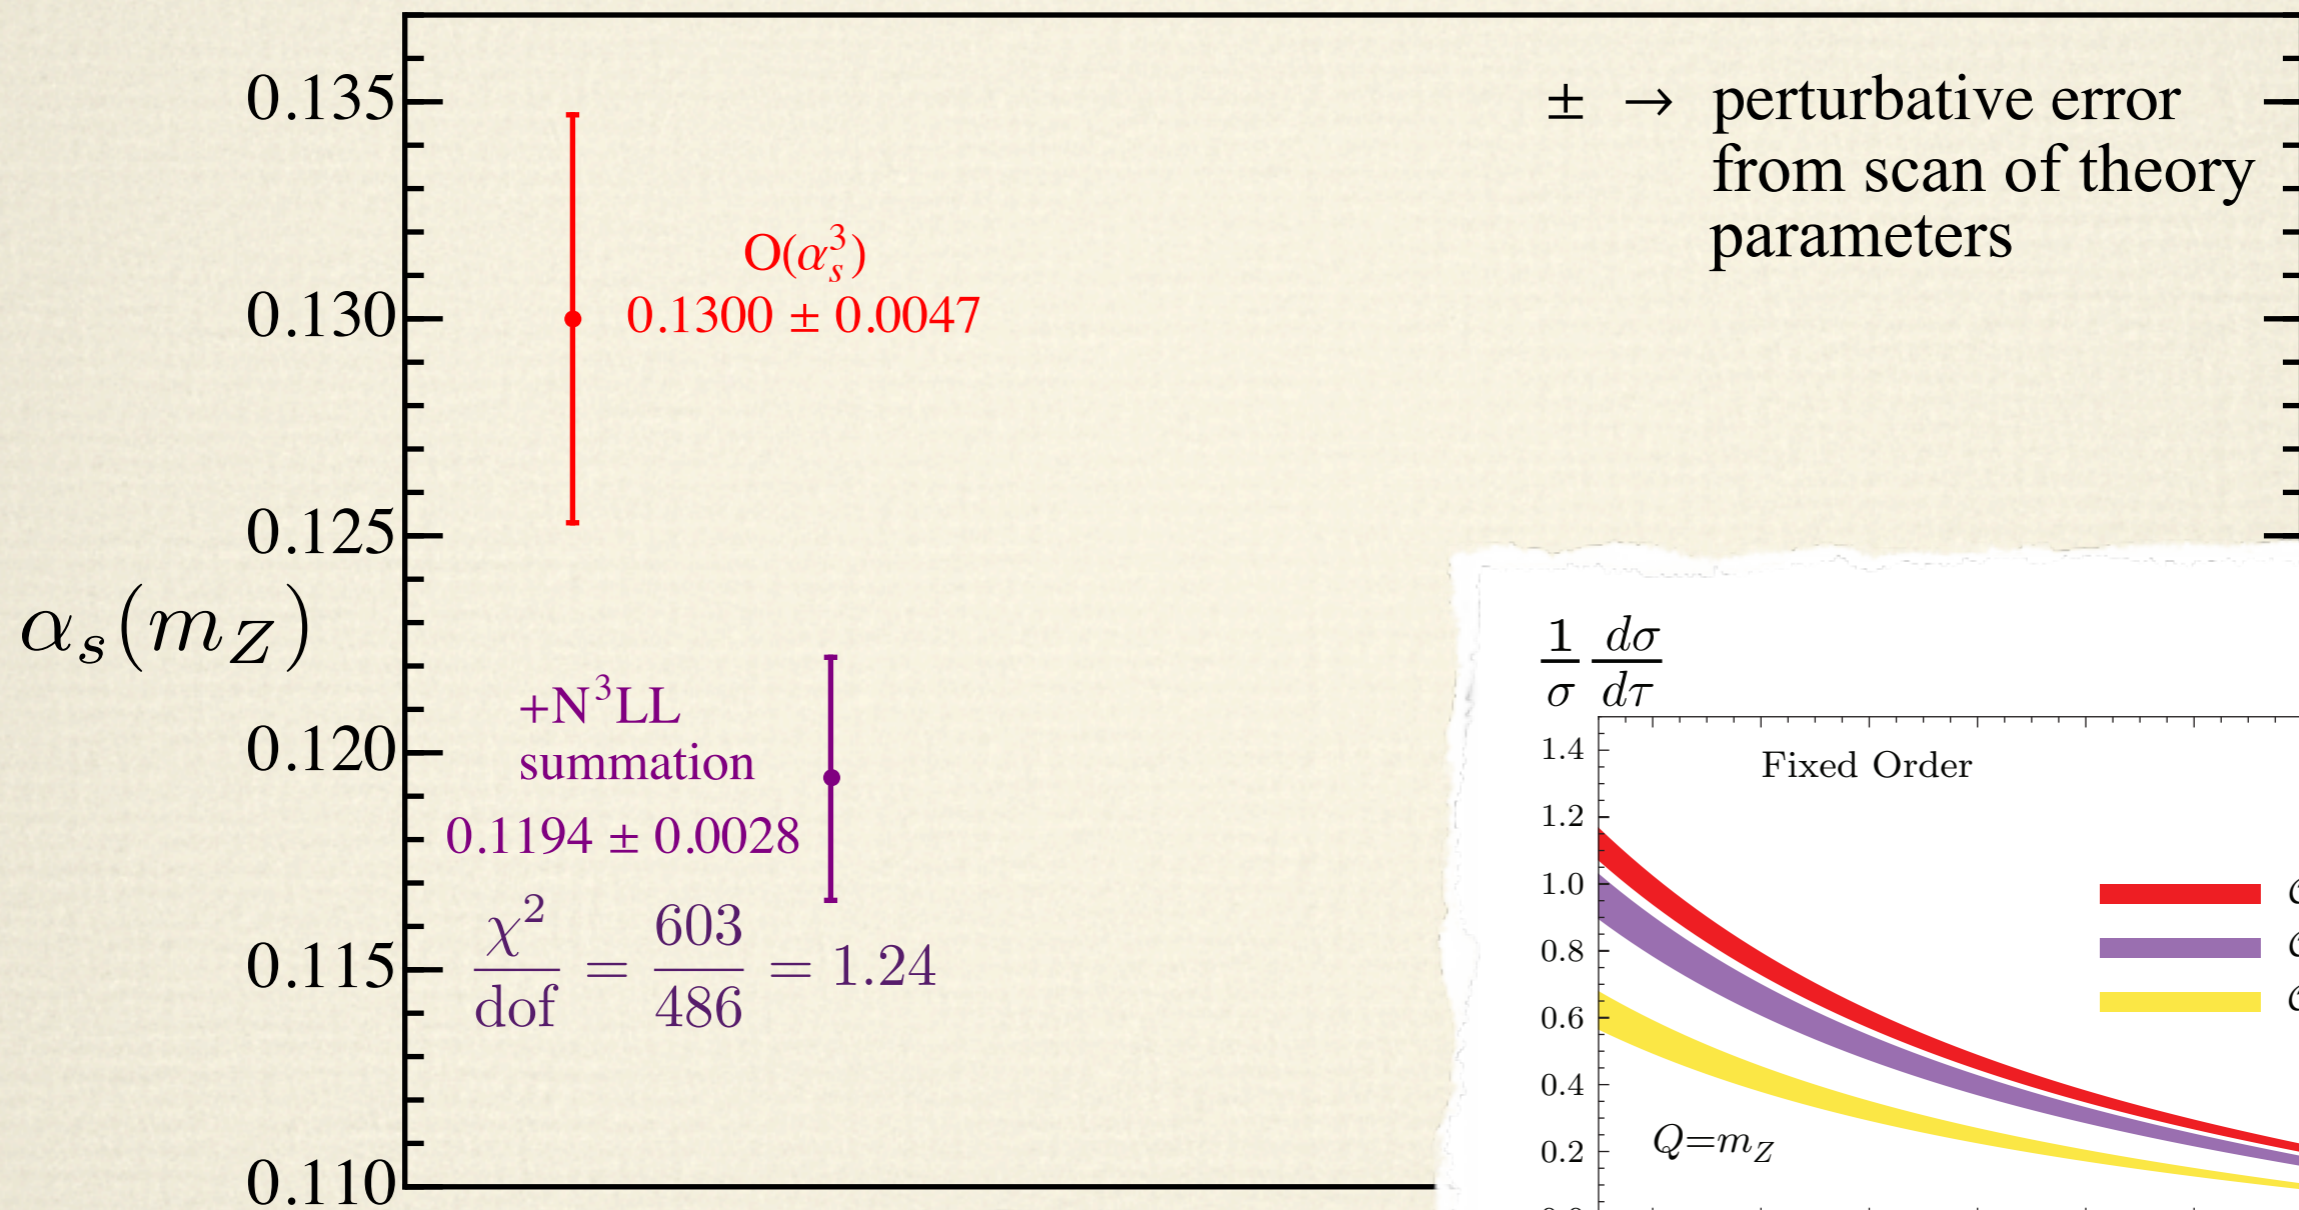 0.135
0.130
0.125
0.120
0.115
0.110
α_s(m_Z)
O(α_s^3)
0.1300 ± 0.0047
+N^3LL
summation
0.1194 ± 0.0028
χ^2/dof = 603/486 = 1.24
± → perturbative error
from scan of theory
parameters
1/σ dσ/dτ
1.4
1.2
1.0
0.8
0.6
0.4
0.2
Fixed Order
Q=m_Z